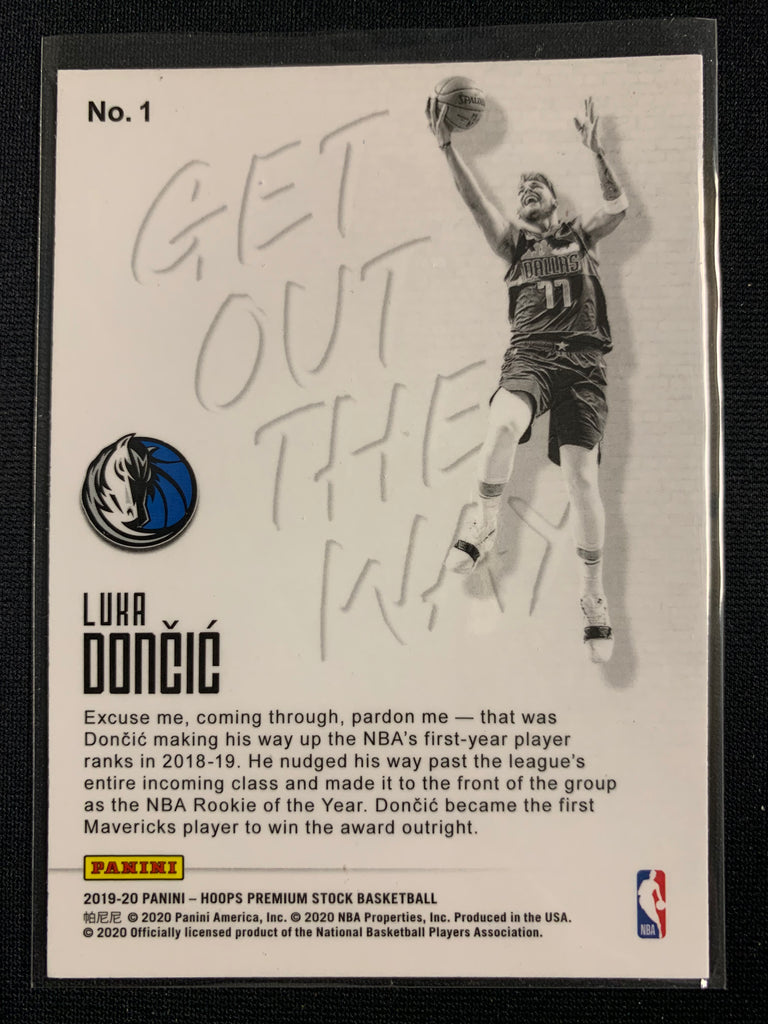 No. 1
SPALDING
GET
OUT
THE
WAY
DALLAS
77
LUKA
DONČIĆ
Excuse me, coming through, pardon me — that was
Dončić making his way up the NBA's first-year player
ranks in 2018-19. He nudged his way past the league's
entire incoming class and made it to the front of the group
as the NBA Rookie of the Year. Dončić became the first
Mavericks player to win the award outright.
PANINI
2019-20 PANINI – HOOPS PREMIUM STOCK BASKETBALL
帕尼尼 © 2020 Panini America, Inc. © 2020 NBA Properties, Inc. Produced in the USA.
© 2020 Officially licensed product of the National Basketball Players Association.
NBA